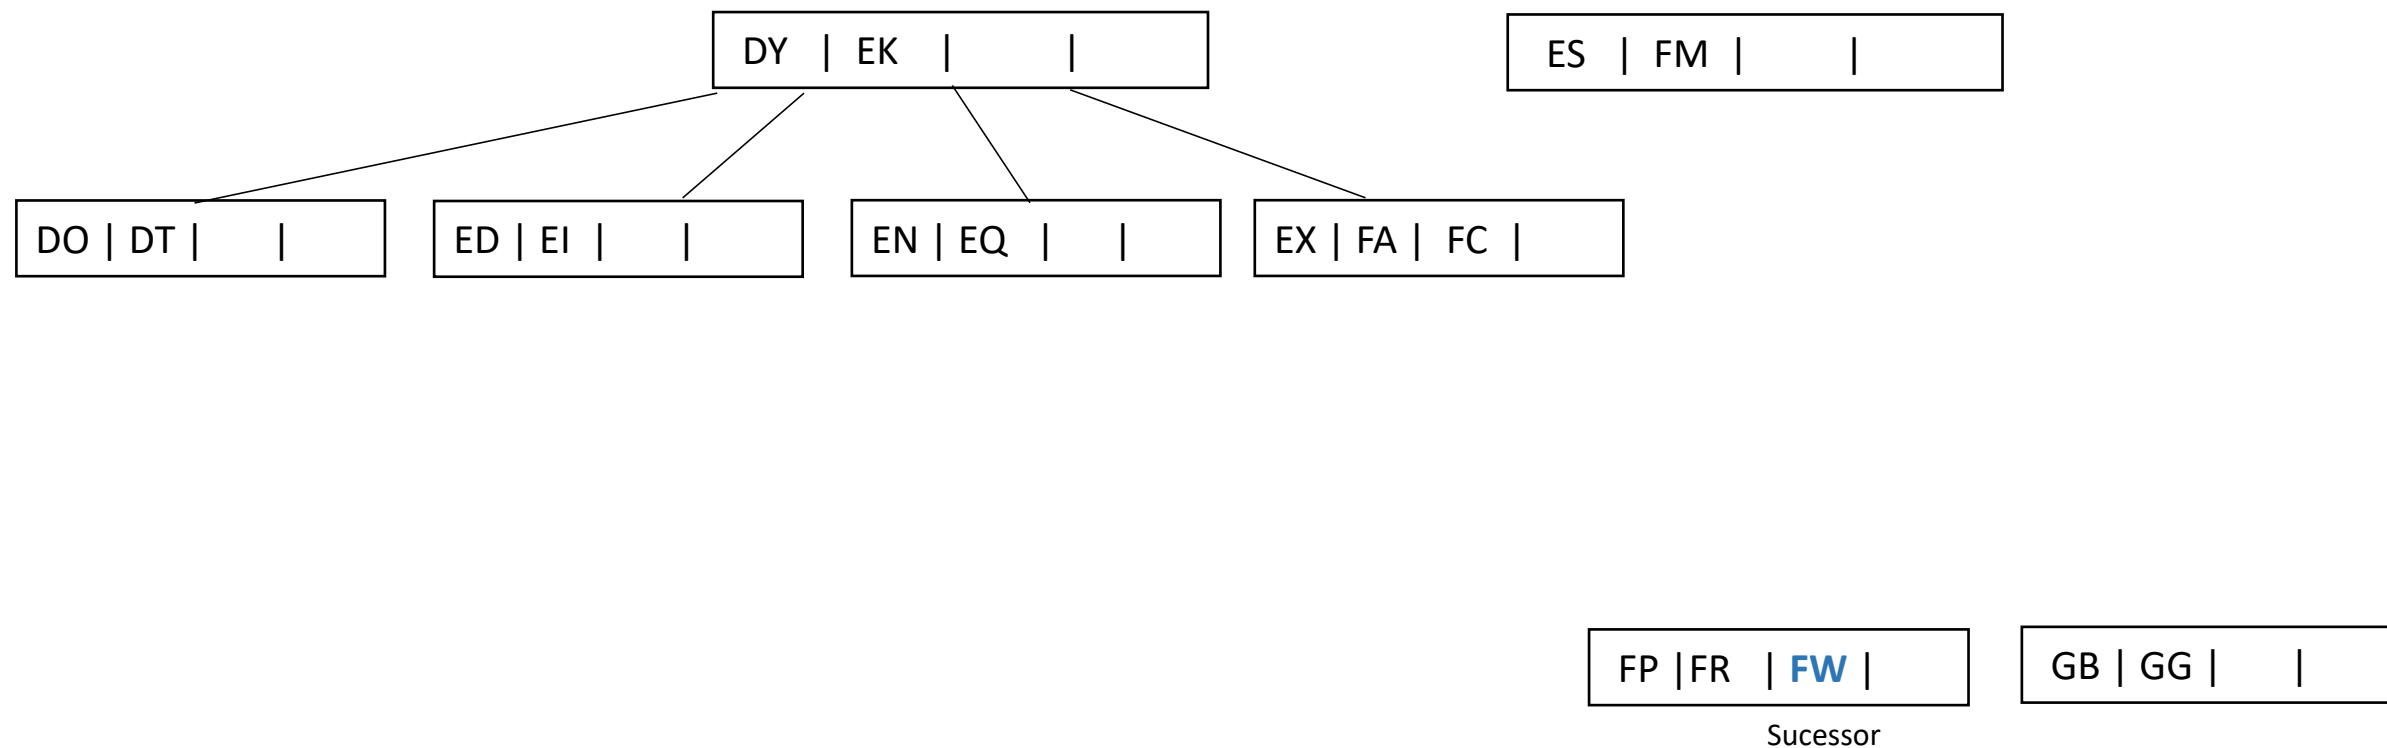 DY | EK | |
ES | FM | |
DO | DT | |
ED | EI | |
EN | EQ | |
EX | FA | FC |
FP |FR | FW |
GB | GG | |
Sucessor